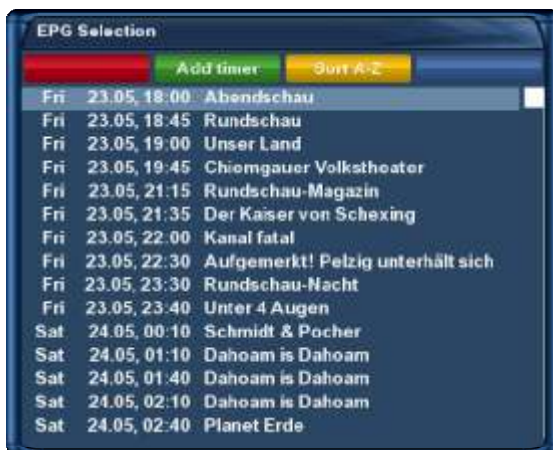 EPG Selection
Add timer Sort A-Z
Fri 23.05, 18:00 Abendschau
Fri 23.05, 18:45 Rundschau
Fri 23.05, 19:00 Unser Land
Fri 23.05, 19:45 Chiemgauer Volkstheater
Fri 23.05, 21:15 Rundschau-Magazin
Fri 23.05, 21:35 Der Kaiser von Schexing
Fri 23.05, 22:00 Kanal fatal
Fri 23.05, 22:30 Aufgemerkt! Pelzig unterhält sich
Fri 23.05, 23:30 Rundschau-Nacht
Fri 23.05, 23:40 Unter 4 Augen
Sat 24.05, 00:10 Schmidt & Pocher
Sat 24.05, 01:10 Dahoam is Dahoam
Sat 24.05, 01:40 Dahoam is Dahoam
Sat 24.05, 02:10 Dahoam is Dahoam
Sat 24.05, 02:40 Planet Erde